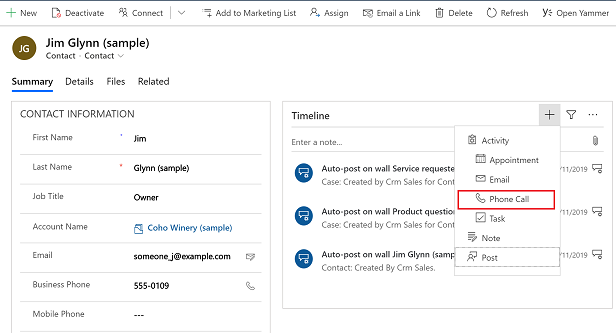 New Deactivate Connect Add to Marketing List Assign Email a Link Delete Refresh Open Yammer
JG
Jim Glynn (sample)
Contact · Contact
Summary Details Files Related
CONTACT INFORMATION
First Name * Jim
Last Name * Glynn (sample)
Job Title Owner
Account Name Coho Winery (sample)
Email someone_j@example.com
Business Phone 555-0109
Mobile Phone ---
Timeline
Enter a note...
Auto-post on wall Service requeste
Case: Created by Crm Sales for Cont
/11/2019
Auto-post on wall Product question
Case: Created by Crm Sales for Cont
/11/2019
Auto-post on wall Jim Glynn (samp
Contact: Created By Crm Sales.
/11/2019
Activity
Appointment
Email
Phone Call
Task
Note
Post